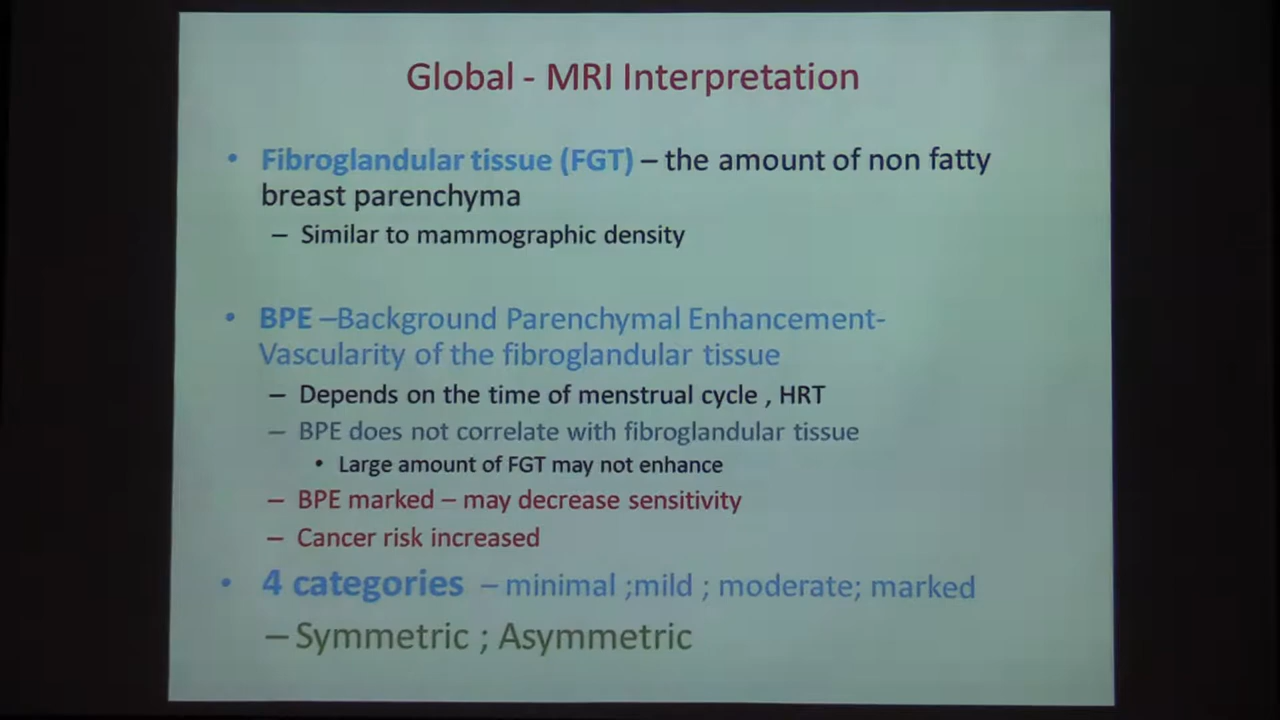 Global - MRI Interpretation
• Fibroglandular tissue (FGT) – the amount of non fatty
breast parenchyma
– Similar to mammographic density
• BPE –Background Parenchymal Enhancement-
Vascularity of the fibroglandular tissue
– Depends on the time of menstrual cycle , HRT
– BPE does not correlate with fibroglandular tissue
• Large amount of FGT may not enhance
– BPE marked – may decrease sensitivity
– Cancer risk increased
• 4 categories – minimal ;mild ; moderate; marked
– Symmetric ; Asymmetric